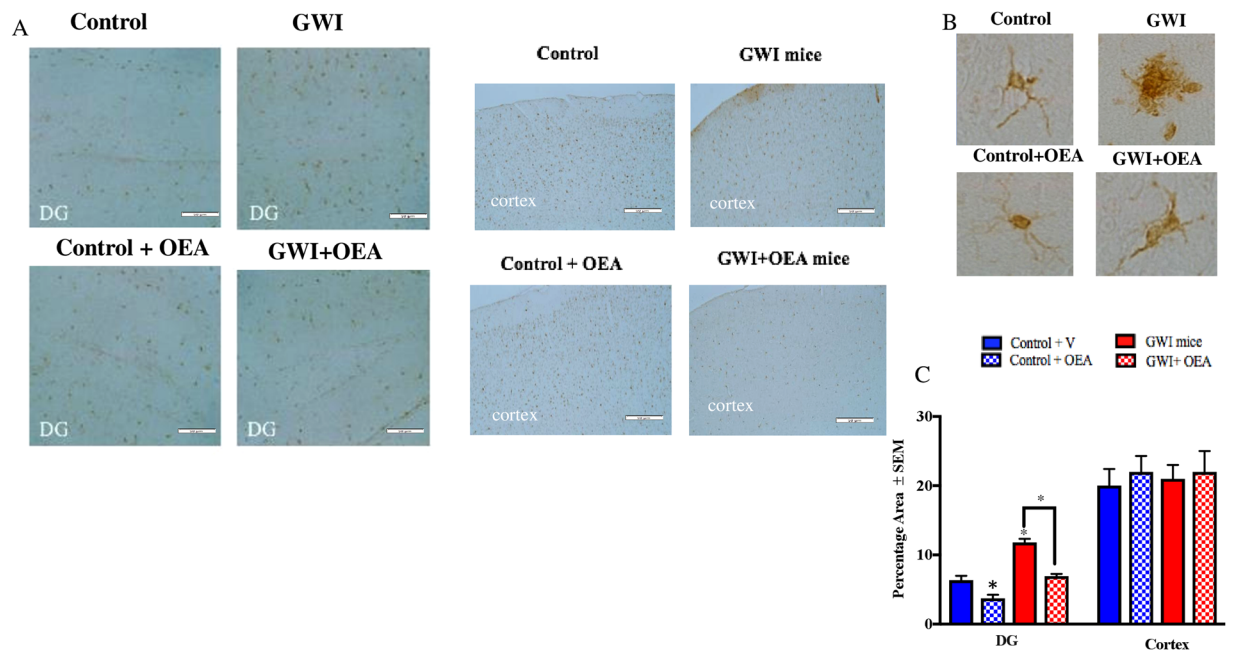 A
Control
GWI
DG
DG
Control + OEA
GWI+OEA
DG
DG
Control
GWI mice
cortex
cortex
Control + OEA
GWI+OEA mice
cortex
cortex
B
Control
GWI
Control+OEA
GWI+OEA
Control + V
GWI mice
Control + OEA
GWI+ OEA
C
Percentage Area ± SEM
30
20
10
0
*
*
*
DG
Cortex